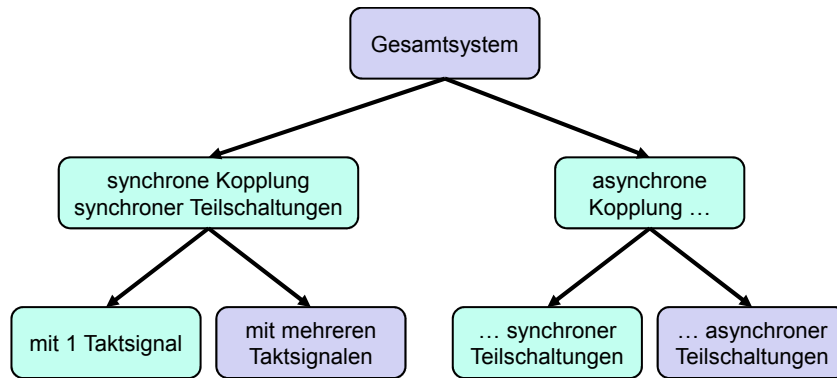 Gesamtsystem
synchrone Kopplung
synchroner Teilschaltungen
asynchrone
Kopplung …
mit 1 Taktsignal
mit mehreren
Taktsignalen
… synchroner
Teilschaltungen
… asynchroner
Teilschaltungen